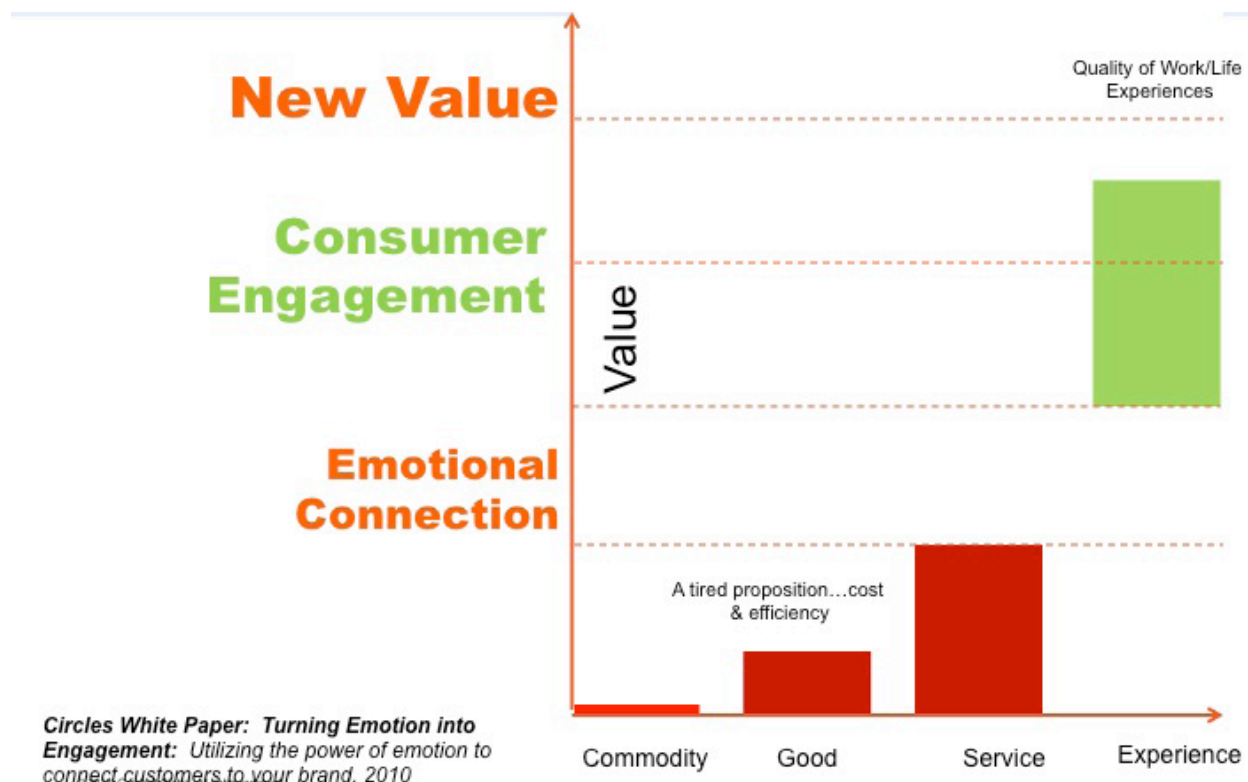 New Value
Quality of Work/Life
Experiences
Consumer
Engagement
Value
Emotional
Connection
A tired proposition…cost
& efficiency
Circles White Paper: Turning Emotion into
Engagement: Utilizing the power of emotion to
connect customers to your brand, 2010
Commodity
Good
Service
Experience